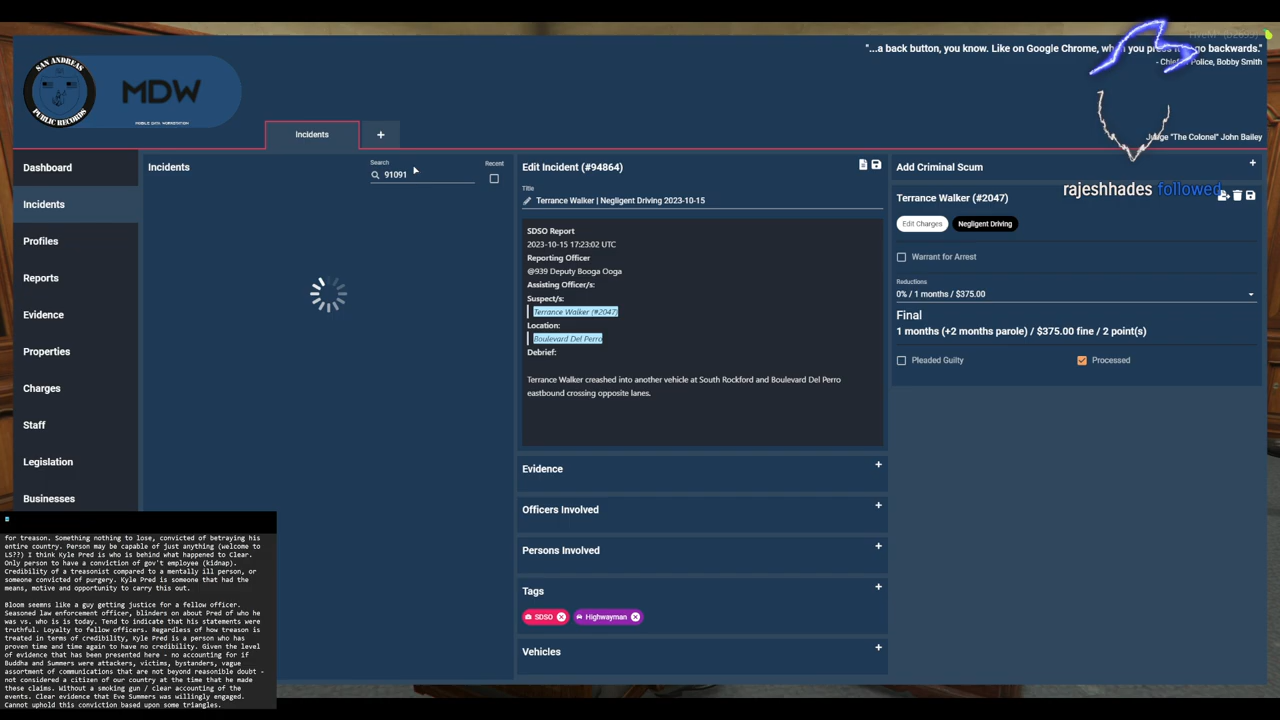 FiveM® (b2699)
"...a back button, you know. Like on Google Chrome, when you press it go backwards."
- Chief of Police, Bobby Smith
SAN ANDREAS
PUBLIC RECORDS
MDW
MOBILE DATA WORKSTATION
Incidents
+
Judge "The Colonel" John Bailey
rajeshhades followed
Dashboard
Incidents
Profiles
Reports
Evidence
Properties
Charges
Staff
Legislation
Businesses
Incidents
Search
91091
Recent
Edit Incident (#94864)
Title
Terrance Walker | Negligent Driving 2023-10-15
SDSO Report
2023-10-15 17:23:02 UTC
Reporting Officer
@939 Deputy Booga Ooga
Assisting Officer/s:
Suspect/s:
Terrance Walker (#2047)
Location:
Boulevard Del Perro
Debrief:
Terrance Walker creashed into another vehicle at South Rockford and Boulevard Del Perro
eastbound crossing opposite lanes.
Evidence
+
Officers Involved
+
Persons Involved
+
Tags
+
SDSO
Highwayman
Vehicles
+
Add Criminal Scum
+
Terrance Walker (#2047)
Edit Charges
Negligent Driving
Warrant for Arrest
Reductions
0% / 1 months / $375.00
Final
1 months (+2 months parole) / $375.00 fine / 2 point(s)
Pleaded Guilty
Processed
for treason. Something nothing to lose, convicted of betraying his
entire country. Person may be capable of just anything (welcome to
LS??) I think Kyle Pred is who is behind what happened to Clear.
Only person to have a conviction of gov't employee (kidnap).
Credibility of a treasonist compared to a mentally ill person, or
someone convicted of purgery. Kyle Pred is someone that had the
means, motive and opportunity to carry this out.
Bloom seemns like a guy getting justice for a fellow officer.
Seasoned law enforcement officer, blinders on about Pred of who he
was vs. who is is today. Tend to indicate that his statements were
truthful. Loyalty to fellow officers. Regardless of how treason is
treated in terms of credibility, Kyle Pred is a person who has
proven time and time again to have no credibility. Given the level
of evidence that has been presented here - no accounting for if
Buddha and Summers were attackers, victims, bystanders, vague
assortment of communications that are not beyond reasonable doubt -
not considered a citizen of our country at the time that he made
these claims. Without a smoking gun / clear accounting of the
events. Clear evidence that Eve Summers was willingly engaged.
Cannot uphold this conviction based upon some triangles.